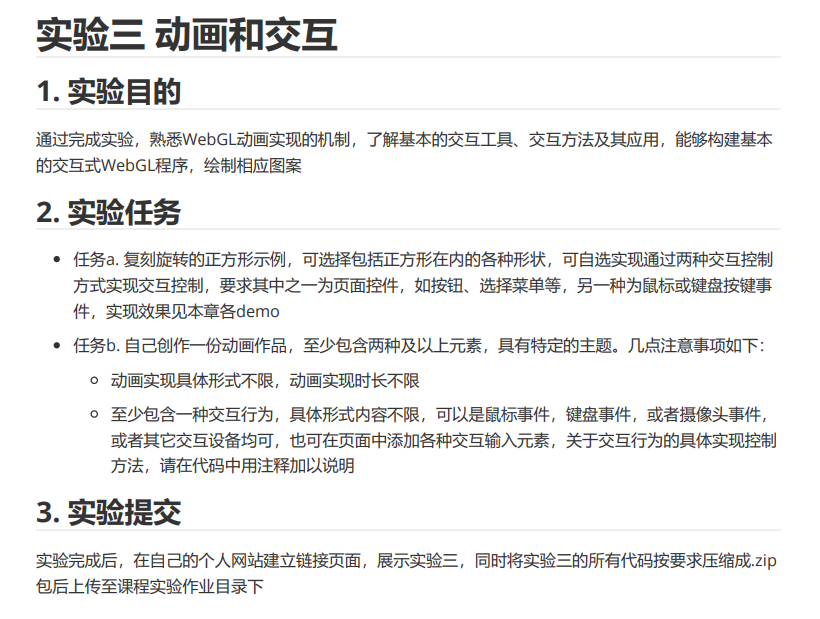 实验三 动画和交互
1. 实验目的
通过完成实验，熟悉WebGL动画实现的机制，了解基本的交互工具、交互方法及其应用，能够构建基本
的交互式WebGL程序，绘制相应图案
2. 实验任务
任务a. 复刻旋转的正方形示例，可选择包括正方形在内的各种形状，可自选实现通过两种交互控制
方式实现交互控制，要求其中之一为页面控件，如按钮、选择菜单等，另一种为鼠标或键盘按键事
件，实现效果见本章各demo
任务b. 自己创作一份动画作品，至少包含两种及以上元素，具有特定的主题。几点注意事项如下：
动画实现具体形式不限，动画实现时长不限
至少包含一种交互行为，具体形式内容不限，可以是鼠标事件，键盘事件，或者摄像头事件，
或者其它交互设备均可，也可在页面中添加各种交互输入元素，关于交互行为的具体实现控制
方法，请在代码中用注释加以说明
3. 实验提交
实验完成后，在自己的个人网站建立链接页面，展示实验三，同时将实验三的所有代码按要求压缩成.zip
包后上传至课程实验作业目录下